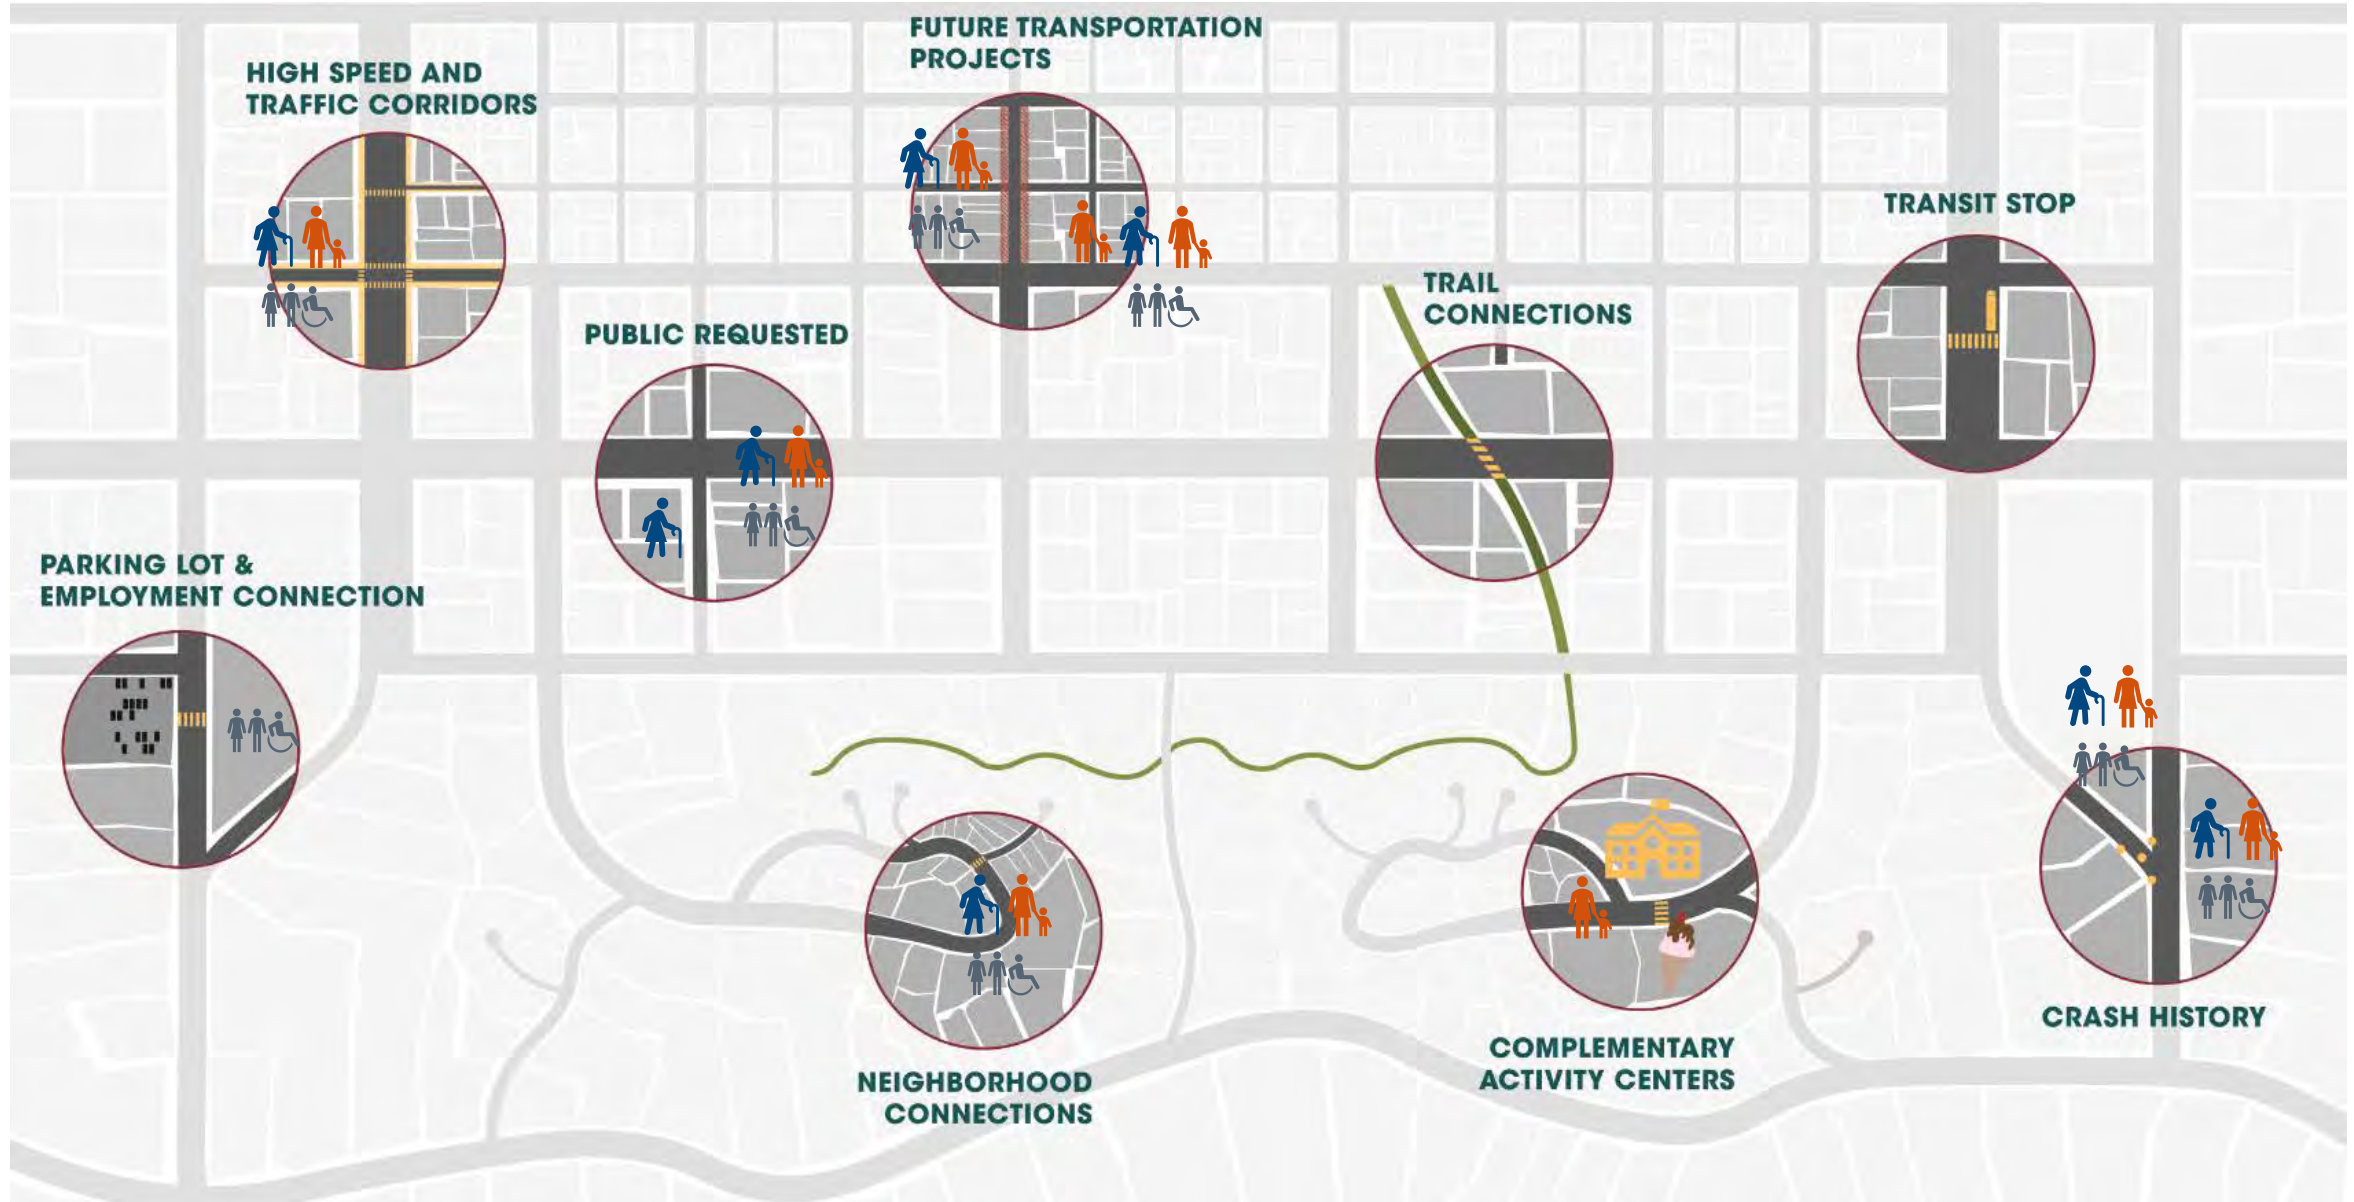 FUTURE TRANSPORTATION
PROJECTS
HIGH SPEED AND
TRAFFIC CORRIDORS
TRANSIT STOP
TRAIL
CONNECTIONS
PUBLIC REQUESTED
PARKING LOT &
EMPLOYMENT CONNECTION
CRASH HISTORY
COMPLEMENTARY
ACTIVITY CENTERS
NEIGHBORHOOD
CONNECTIONS